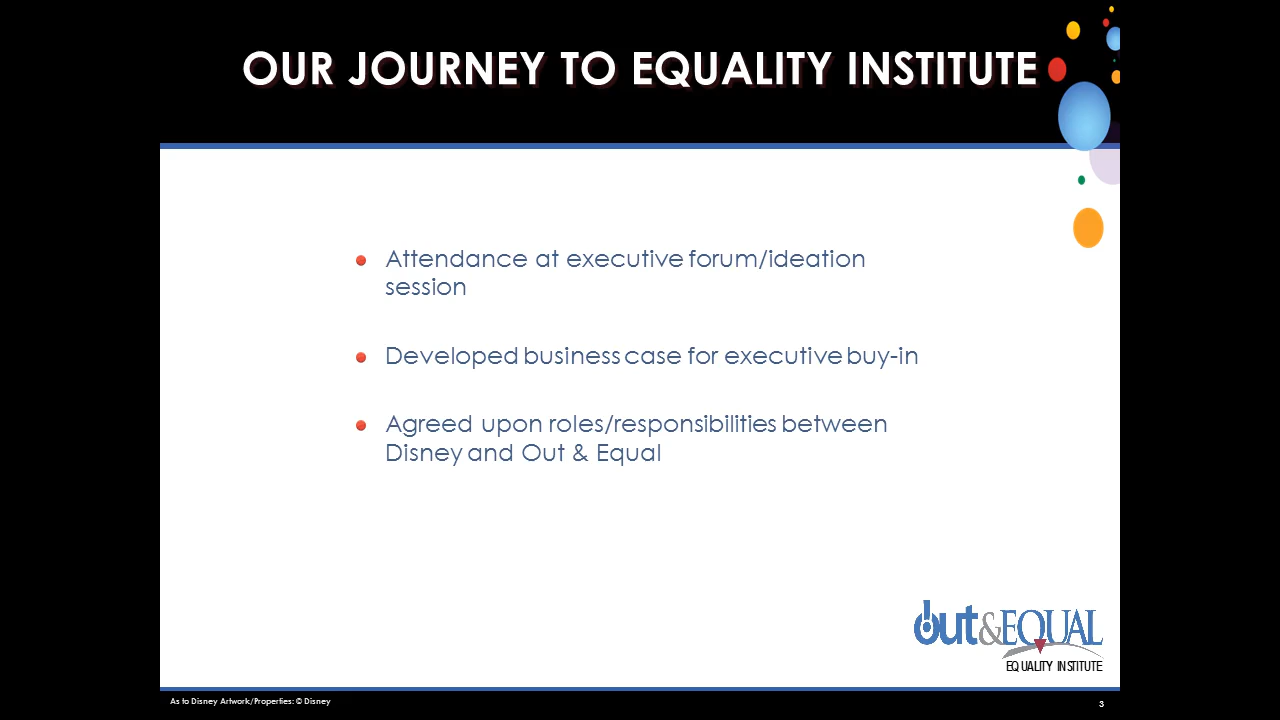 OUR JOURNEY TO EQUALITY INSTITUTE
Attendance at executive forum/ideation
session
Developed business case for executive buy-in
Agreed upon roles/responsibilities between
Disney and Out & Equal
Out & EQUAL
EQUALITY INSTITUTE
As to Disney Artwork/Properties: © Disney
3